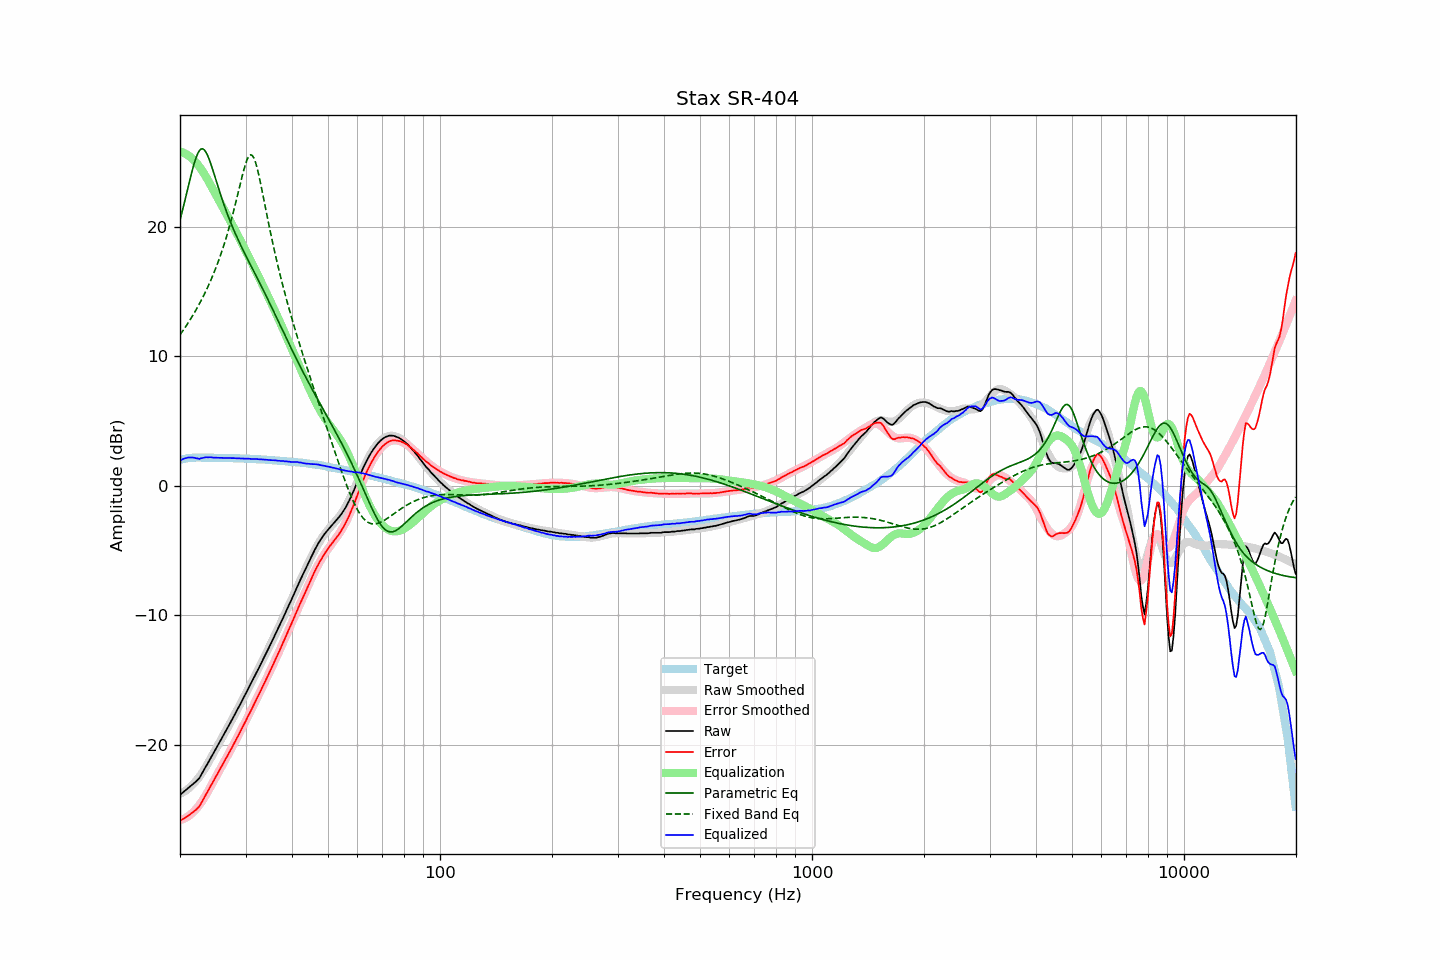 Stax SR-404
Amplitude (dBr)
20
10
0
−10
−20
Target
Raw Smoothed
Error Smoothed
Raw
Error
Equalization
Parametric Eq
Fixed Band Eq
Equalized
100
1000
10000
Frequency (Hz)